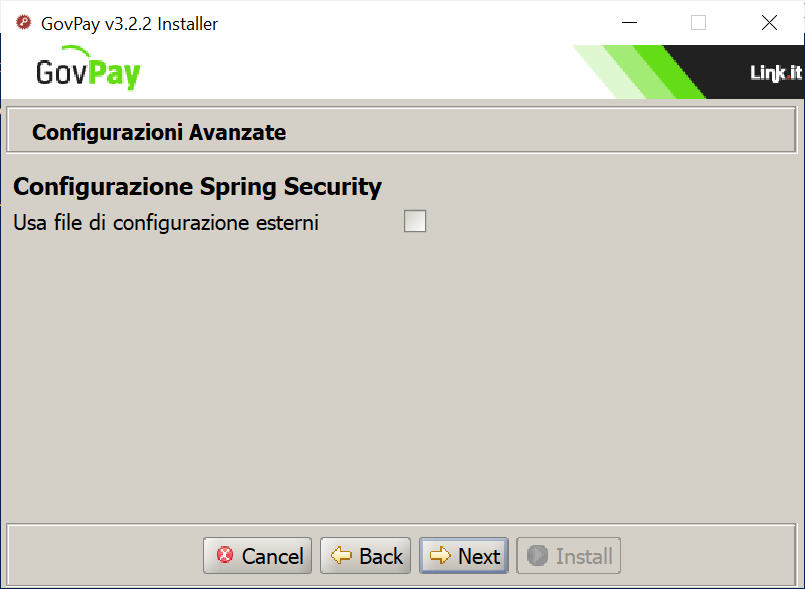 GovPay v3.2.2 Installer
GovPay
Link.it
Configurazioni Avanzate
Configurazione Spring Security
Usa file di configurazione esterni
Cancel
Back
Next
Install